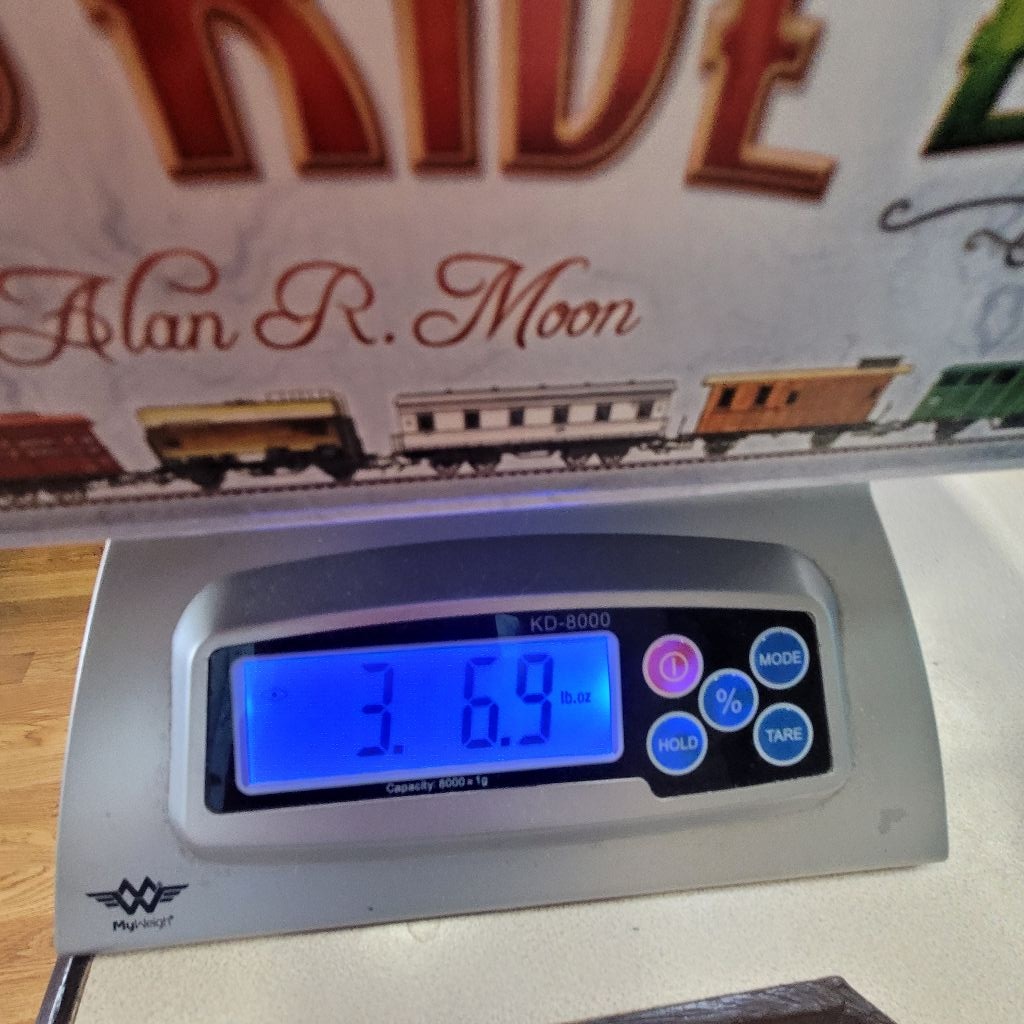 RIDE
Alan R. Moon
KD-8000
3. 6.9 lb.oz
MODE
%
HOLD
TARE
Capacity: 8000 x 1g
MyWeigh